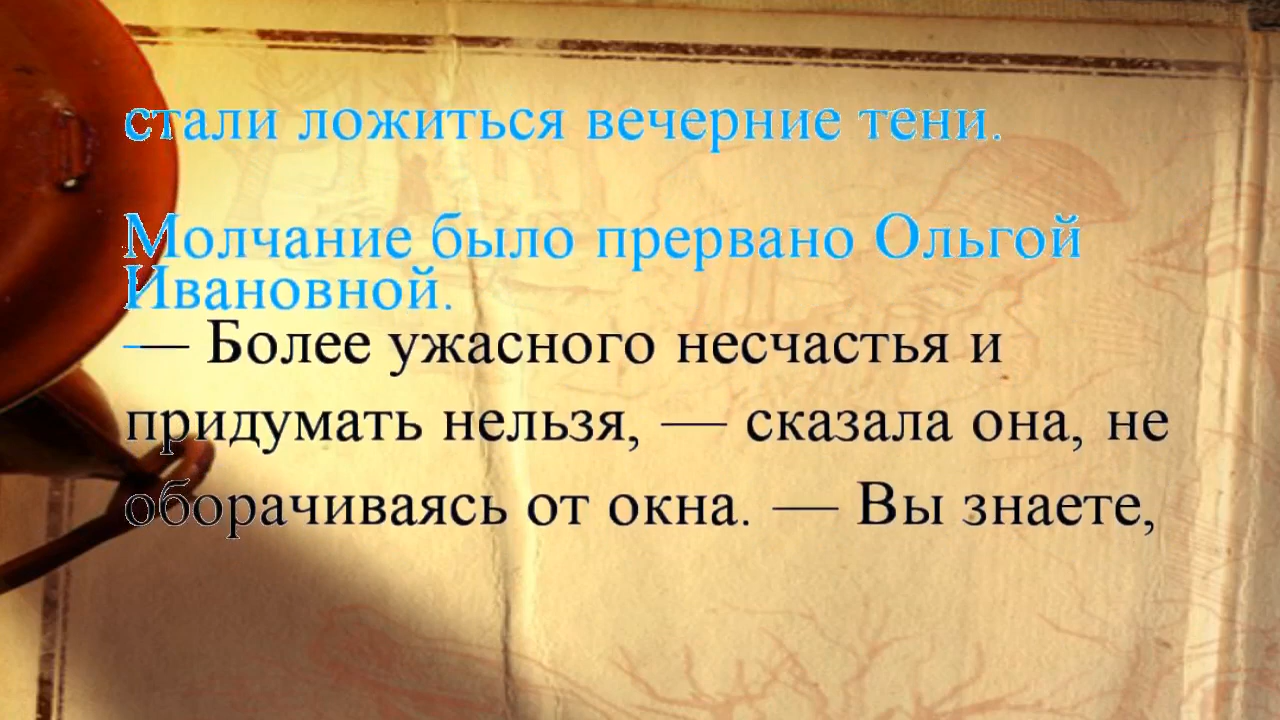 стали ложиться вечерние тени.
Молчание было прервано Ольгой
Ивановной.
— Более ужасного несчастья и
придумать нельзя, — сказала она, не
оборачиваясь от окна. — Вы знаете,